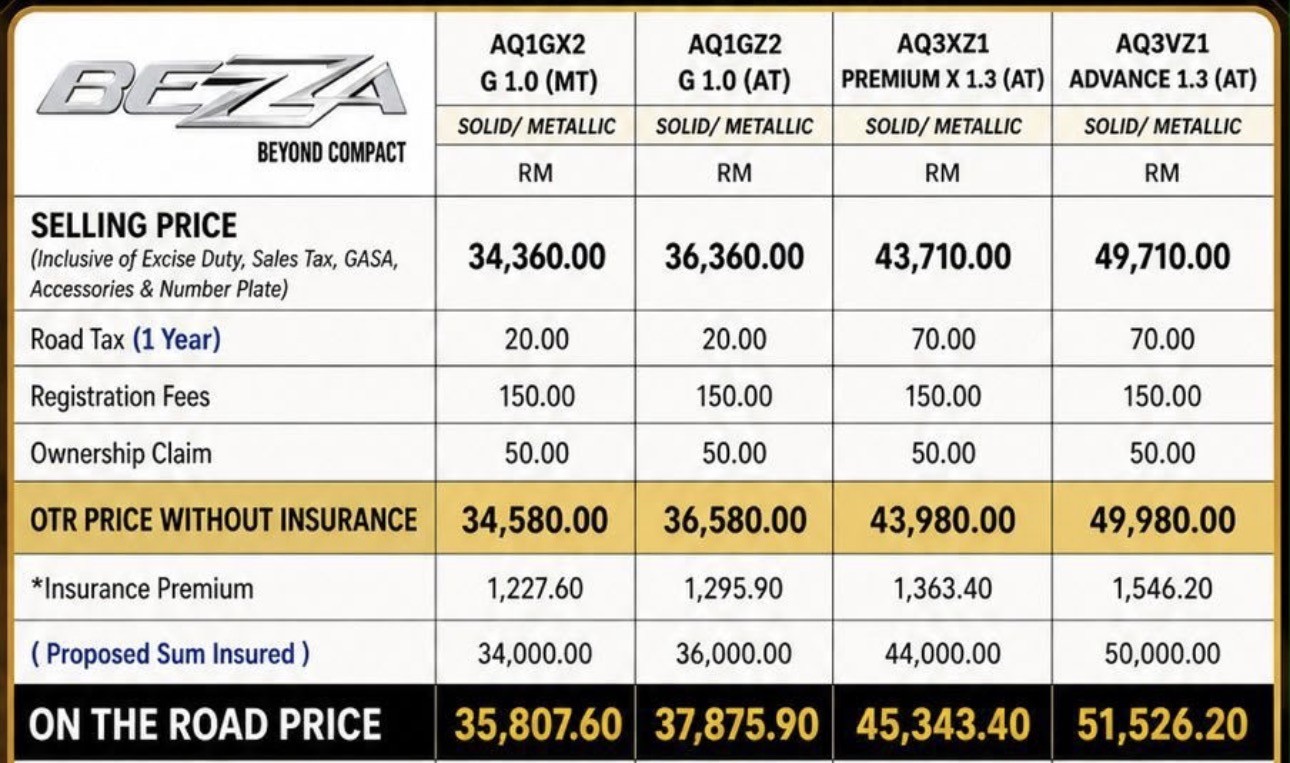 BEZZA
BEYOND COMPACT
AQ1GX2
G 1.0 (MT)
AQ1GZ2
G 1.0 (AT)
AQ3XZ1
PREMIUM X 1.3 (AT)
AQ3VZ1
ADVANCE 1.3 (AT)
SOLID/ METALLIC SOLID/ METALLIC SOLID/ METALLIC SOLID/ METALLIC
RM RM RM RM
SELLING PRICE
(Inclusive of Excise Duty, Sales Tax, GASA,
Accessories & Number Plate)
34,360.00 36,360.00 43,710.00 49,710.00
Road Tax (1 Year) 20.00 20.00 70.00 70.00
Registration Fees 150.00 150.00 150.00 150.00
Ownership Claim 50.00 50.00 50.00 50.00
OTR PRICE WITHOUT INSURANCE 34,580.00 36,580.00 43,980.00 49,980.00
*Insurance Premium 1,227.60 1,295.90 1,363.40 1,546.20
( Proposed Sum Insured ) 34,000.00 36,000.00 44,000.00 50,000.00
ON THE ROAD PRICE 35,807.60 37,875.90 45,343.40 51,526.20